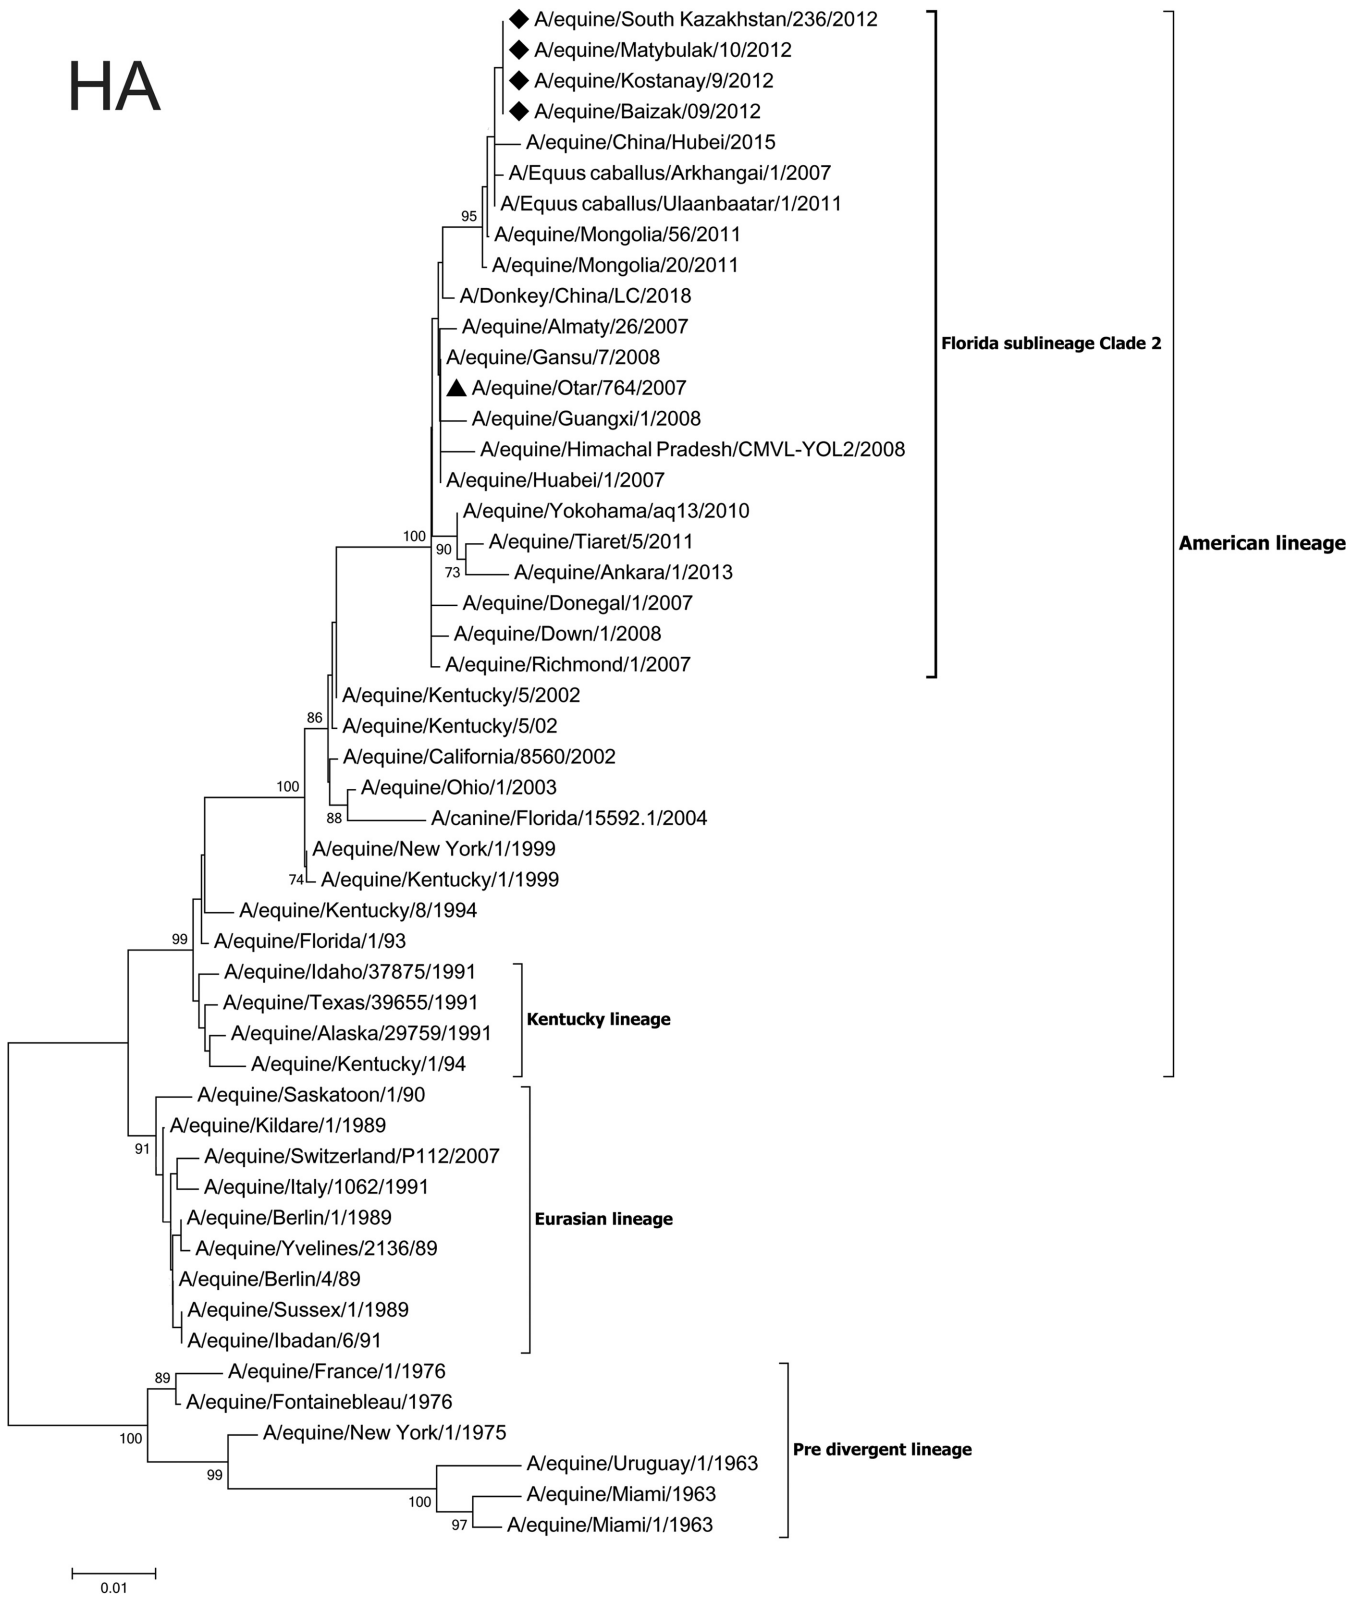 HA
A/equine/South Kazakhstan/236/2012
A/equine/Matybulak/10/2012
A/equine/Kostanay/9/2012
A/equine/Baizak/09/2012
A/equine/China/Hubei/2015
A/Equus caballus/Arkhangai/1/2007
A/Equus caballus/Ulaanbaatar/1/2011
95
A/equine/Mongolia/56/2011
A/equine/Mongolia/20/2011
A/Donkey/China/LC/2018
A/equine/Almaty/26/2007
Florida sublineage Clade 2
A/equine/Gansu/7/2008
A/equine/Otar/764/2007
A/equine/Guangxi/1/2008
A/equine/Himachal Pradesh/CMVL-YOL2/2008
A/equine/Huabei/1/2007
A/equine/Yokohama/aq13/2010
100
90
A/equine/Tiaret/5/2011
American lineage
73
A/equine/Ankara/1/2013
A/equine/Donegal/1/2007
A/equine/Down/1/2008
A/equine/Richmond/1/2007
A/equine/Kentucky/5/2002
86
A/equine/Kentucky/5/02
A/equine/California/8560/2002
100
A/equine/Ohio/1/2003
88
A/canine/Florida/15592.1/2004
A/equine/New York/1/1999
74
A/equine/Kentucky/1/1999
A/equine/Kentucky/8/1994
99
A/equine/Florida/1/93
A/equine/Idaho/37875/1991
A/equine/Texas/39655/1991
Kentucky lineage
A/equine/Alaska/29759/1991
A/equine/Kentucky/1/94
A/equine/Saskatoon/1/90
A/equine/Kildare/1/1989
91
A/equine/Switzerland/P112/2007
A/equine/Italy/1062/1991
A/equine/Berlin/1/1989
Eurasian lineage
A/equine/Yvelines/2136/89
A/equine/Berlin/4/89
A/equine/Sussex/1/1989
A/equine/Ibadan/6/91
89
A/equine/France/1/1976
A/equine/Fontainebleau/1976
100
A/equine/New York/1/1975
Pre divergent lineage
99
A/equine/Uruguay/1/1963
100
A/equine/Miami/1963
97
A/equine/Miami/1/1963
0.01